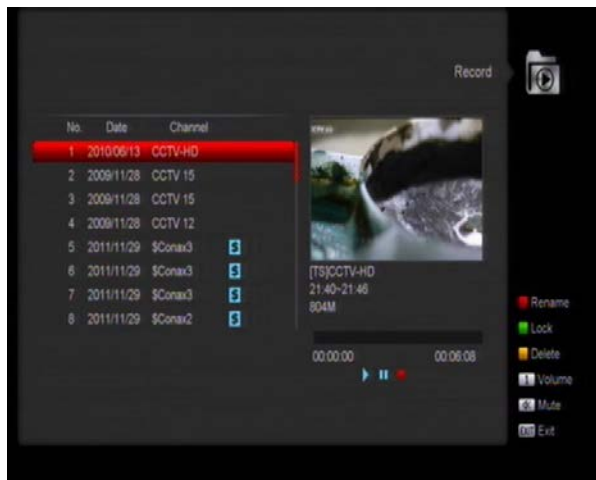 Record
No. Date Channel
1 2010/06/13 CCTV-HD
2 2009/11/28 CCTV 15
3 2009/11/28 CCTV 15
4 2009/11/28 CCTV 12
5 2011/11/29 $Conax3 $
6 2011/11/29 $Conax3 $
7 2011/11/29 $Conax3 $
8 2011/11/29 $Conax2 $
[TS]CCTV-HD
21:40~21:46
804M
00:00:00 00:06:08
Rename
Lock
Delete
1 Volume
Mute
EXIT Exit